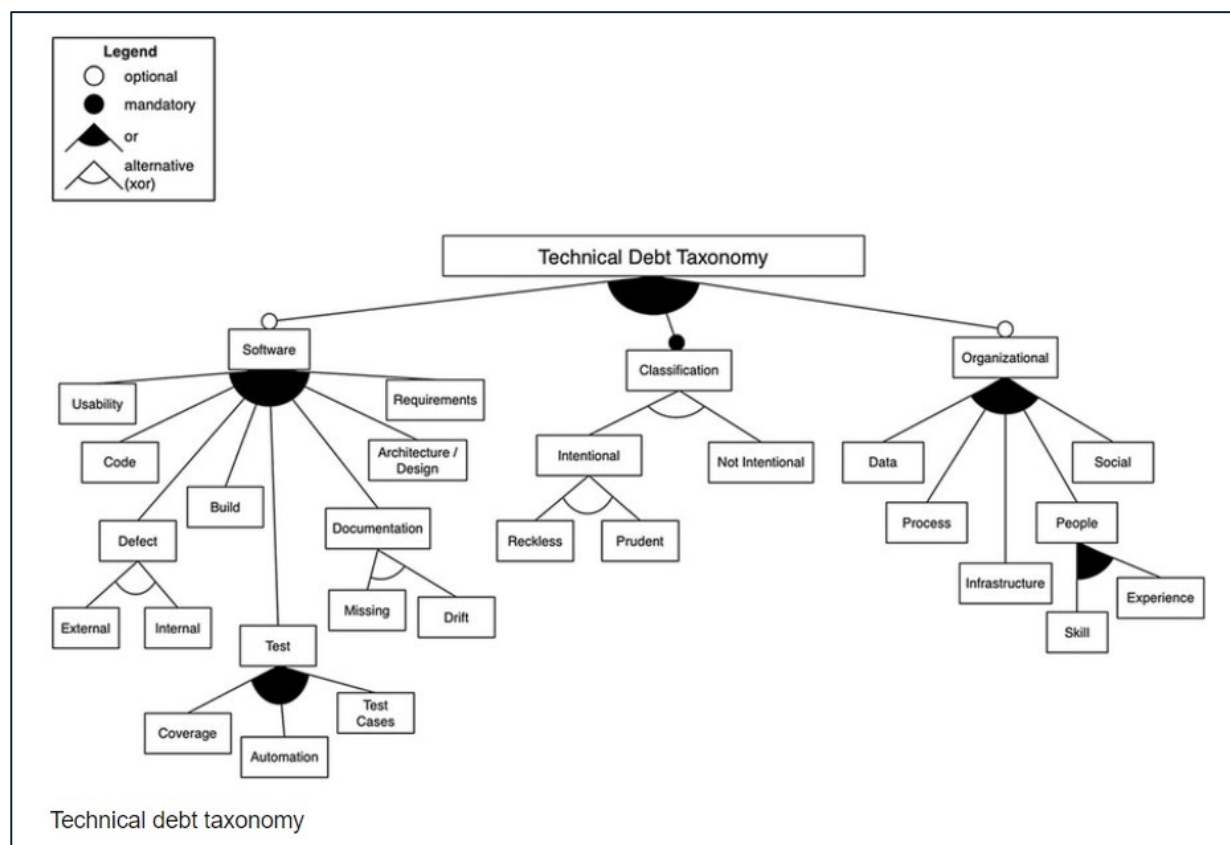 Legend
optional
mandatory
or
alternative
(xor)
Technical Debt Taxonomy
Software
Classification
Organizational
Usability
Requirements
Code
Architecture /
Design
Build
Defect
Documentation
External
Internal
Missing
Drift
Test
Coverage
Automation
Test
Cases
Intentional
Not Intentional
Reckless
Prudent
Data
Social
Process
People
Infrastructure
Experience
Skill
Technical debt taxonomy